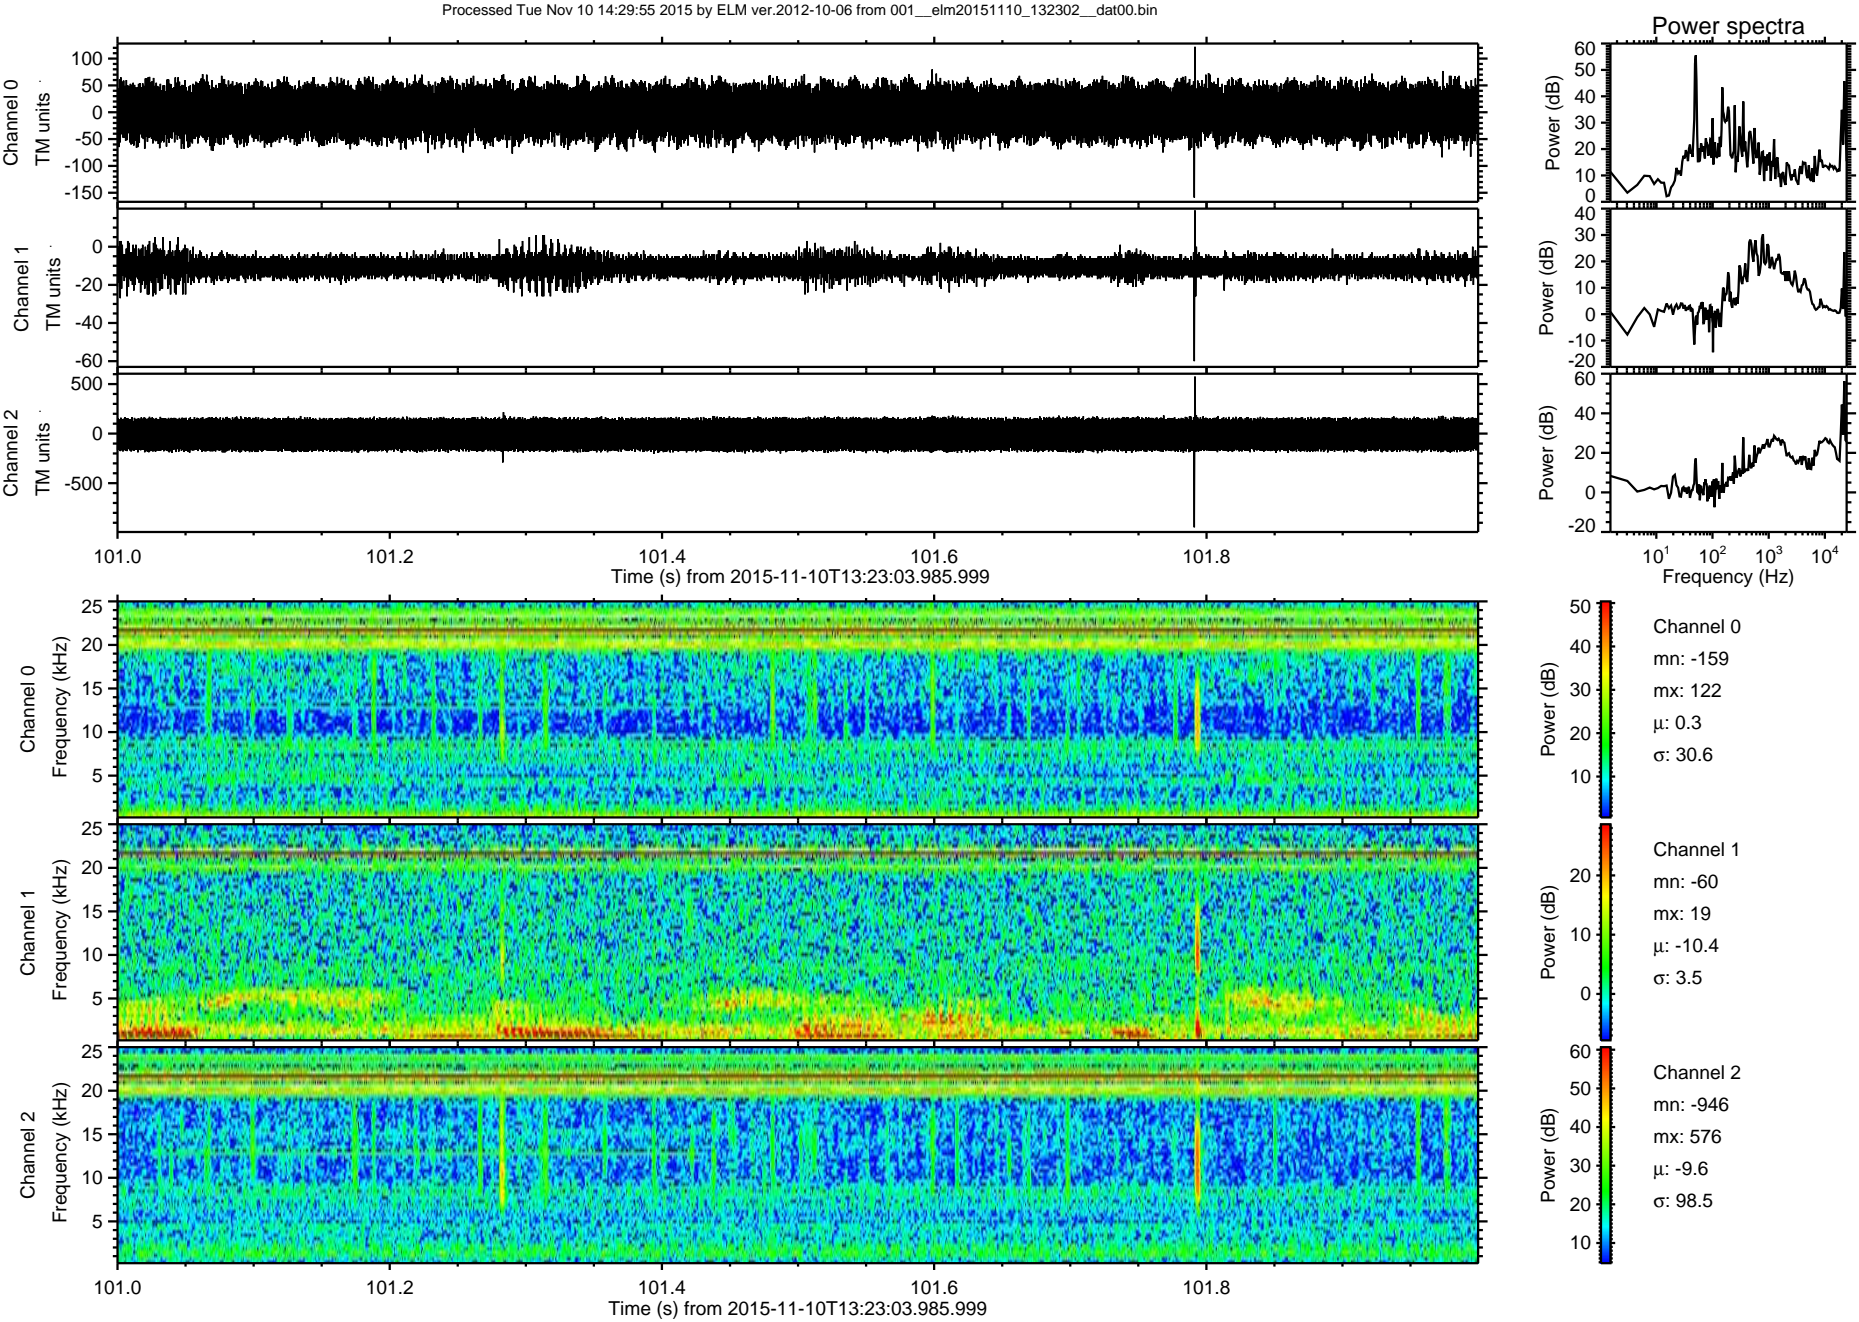 Processed Tue Nov 10 14:29:55 2015 by ELM ver.2012-10-06 from 001__elm20151110_132302__dat00.bin
Power spectra
Channel 0
TM units
100
50
0
-50
-100
-150
Power (dB)
60
50
40
30
20
10
0
Channel 1
TM units
0
-20
-40
-60
Power (dB)
40
30
20
10
0
-10
-20
Channel 2
TM units
500
0
-500
Power (dB)
60
40
20
0
-20
101.0
101.2
101.4
101.6
101.8
Time (s) from 2015-11-10T13:23:03.985.999
10¹
10²
10³
10⁴
Frequency (Hz)
Channel 0
Frequency (kHz)
25
20
15
10
5
Power (dB)
50
40
30
20
10
Channel 0
mn: -159
mx: 122
μ: 0.3
σ: 30.6
Channel 1
Frequency (kHz)
25
20
15
10
5
Power (dB)
20
10
0
Channel 1
mn: -60
mx: 19
μ: -10.4
σ: 3.5
Channel 2
Frequency (kHz)
25
20
15
10
5
Power (dB)
60
50
40
30
20
10
Channel 2
mn: -946
mx: 576
μ: -9.6
σ: 98.5
101.0
101.2
101.4
101.6
101.8
Time (s) from 2015-11-10T13:23:03.985.999